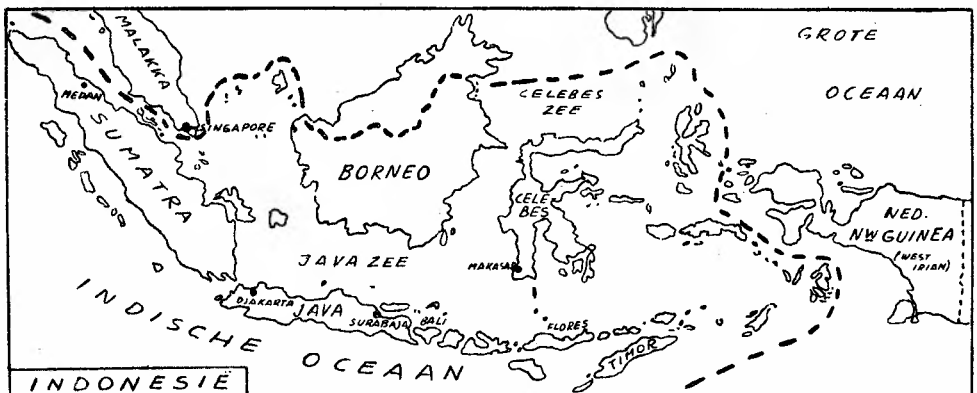 GROTE
OCEAAN
MALAKKA
MEDAN
SINGAPORE
SUMATRA
BORNEO
CELEBES
ZEE
CELE
BES
NED.
NW. GUINEA
(WEST
IRIAN)
JAVA ZEE
MAKASAR
DJAKARTA
JAVA
SURABAJA
BALI
FLORES
TIMOR
INDISCHE OCEAAN
INDONESIË